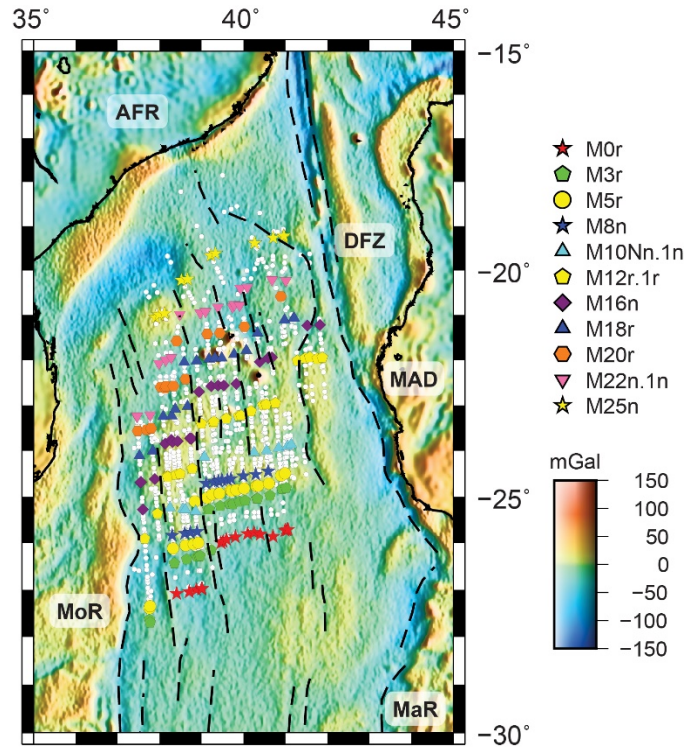 35° 40° 45°
−15°
AFR
M0r
M3r
M5r
M8n
DFZ
M10Nn.1n
−20°
M12r.1r
M16n
M18r
M20r
MAD
M22n.1n
M25n
mGal
150
−25°
100
50
0
−50
MoR
−100
−150
MaR
−30°